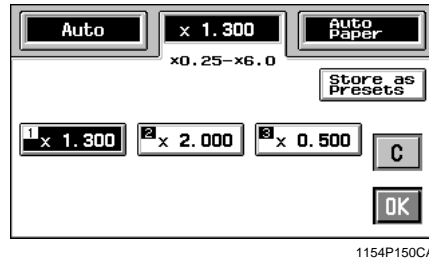 Auto
x 1.300
Auto
Paper
x0.25-x6.0
Store as
Presets
1 x 1.300
2 x 2.000
3 x 0.500
C
OK
1154P150CA